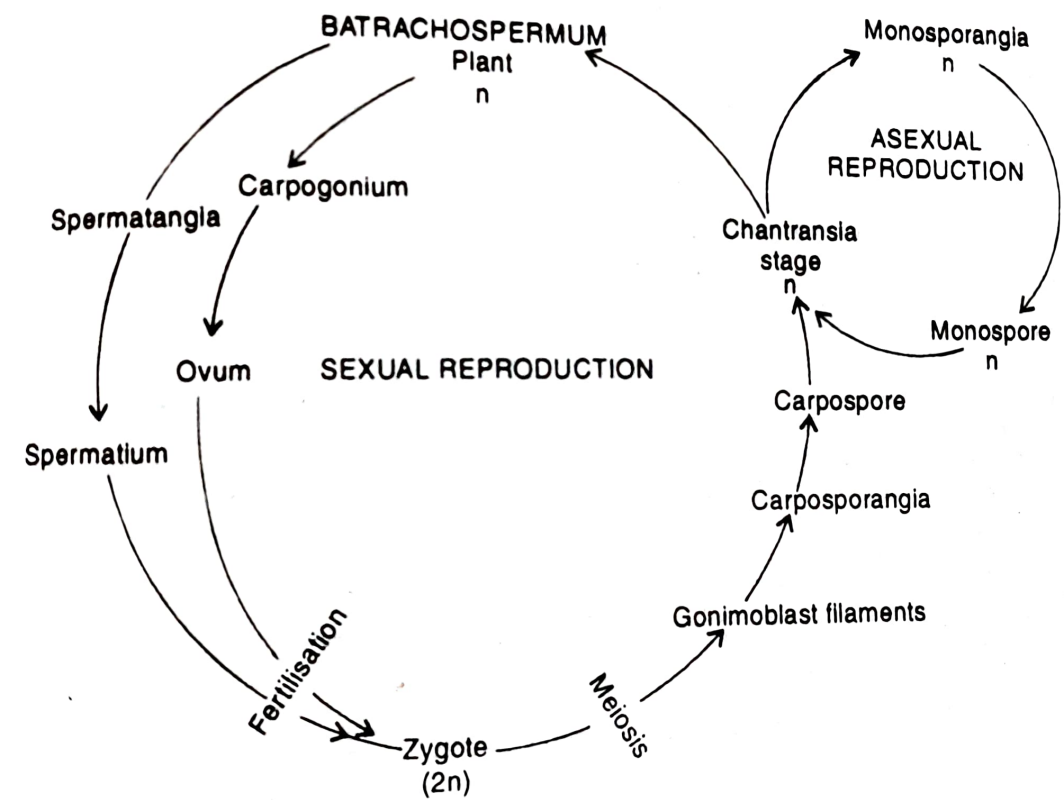 BATRACHOSPERMUM
Plant
n
Monosporangia
n
ASEXUAL
REPRODUCTION
Carpogonium
Spermatangia
Chantransia
stage
n
Monospore
n
Ovum
SEXUAL REPRODUCTION
Carpospore
Spermatium
Carposporangia
Gonimoblast filaments
Fertilisation
Meiosis
Zygote
(2n)